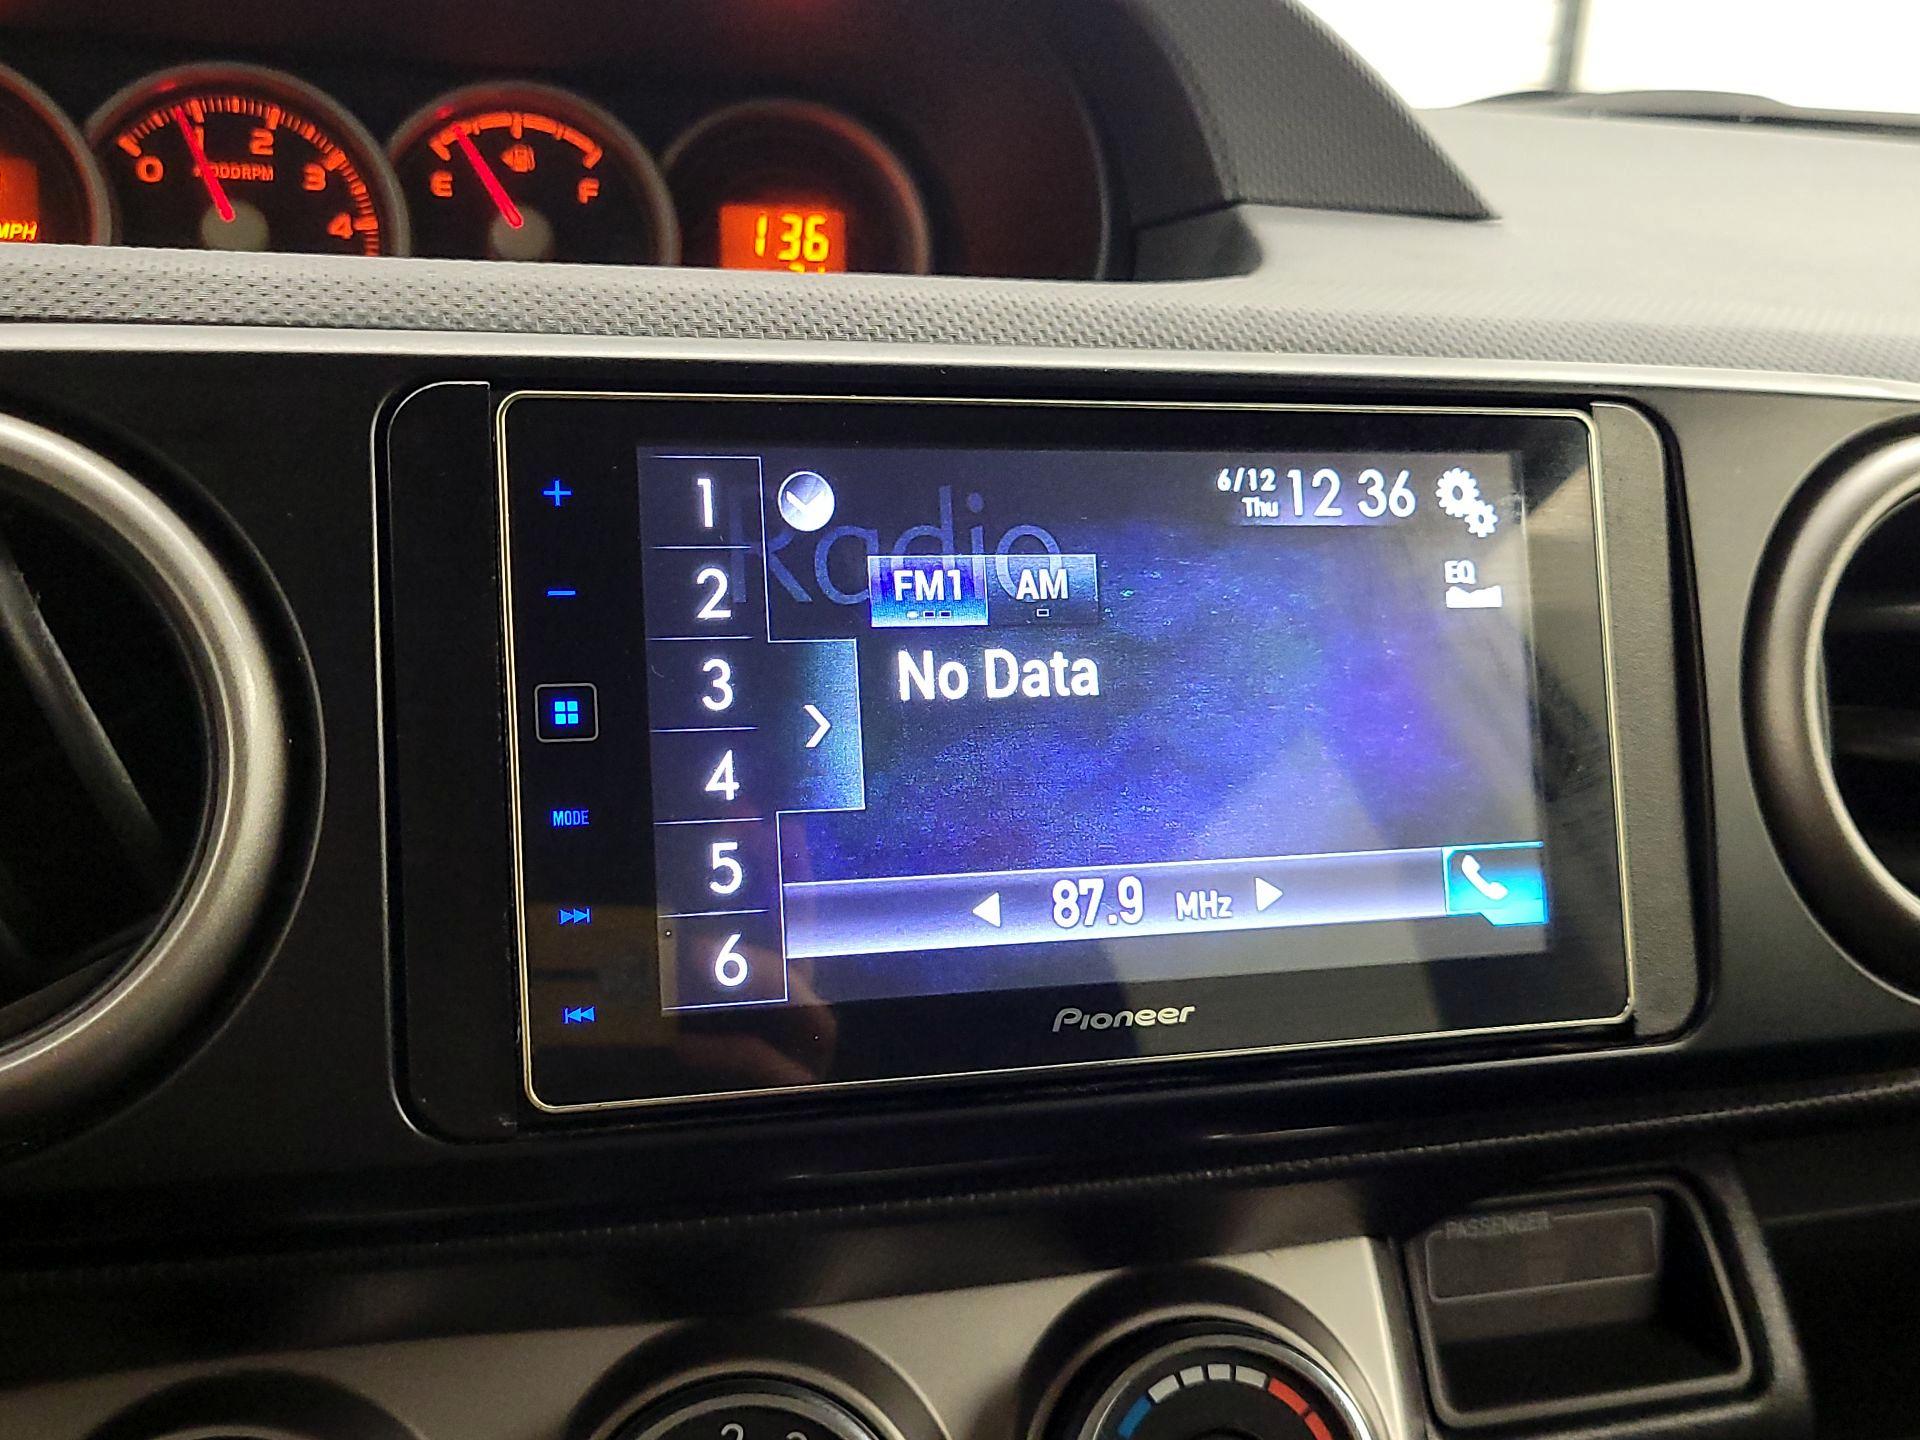 MPH
0 1 2 3 4
E F
136
1
2
3
4
5
6
Radio
6/12
Thu
12 36
FM1 AM
EQ
No Data
MODE
87.9 MHz
Pioneer
PASSENGER